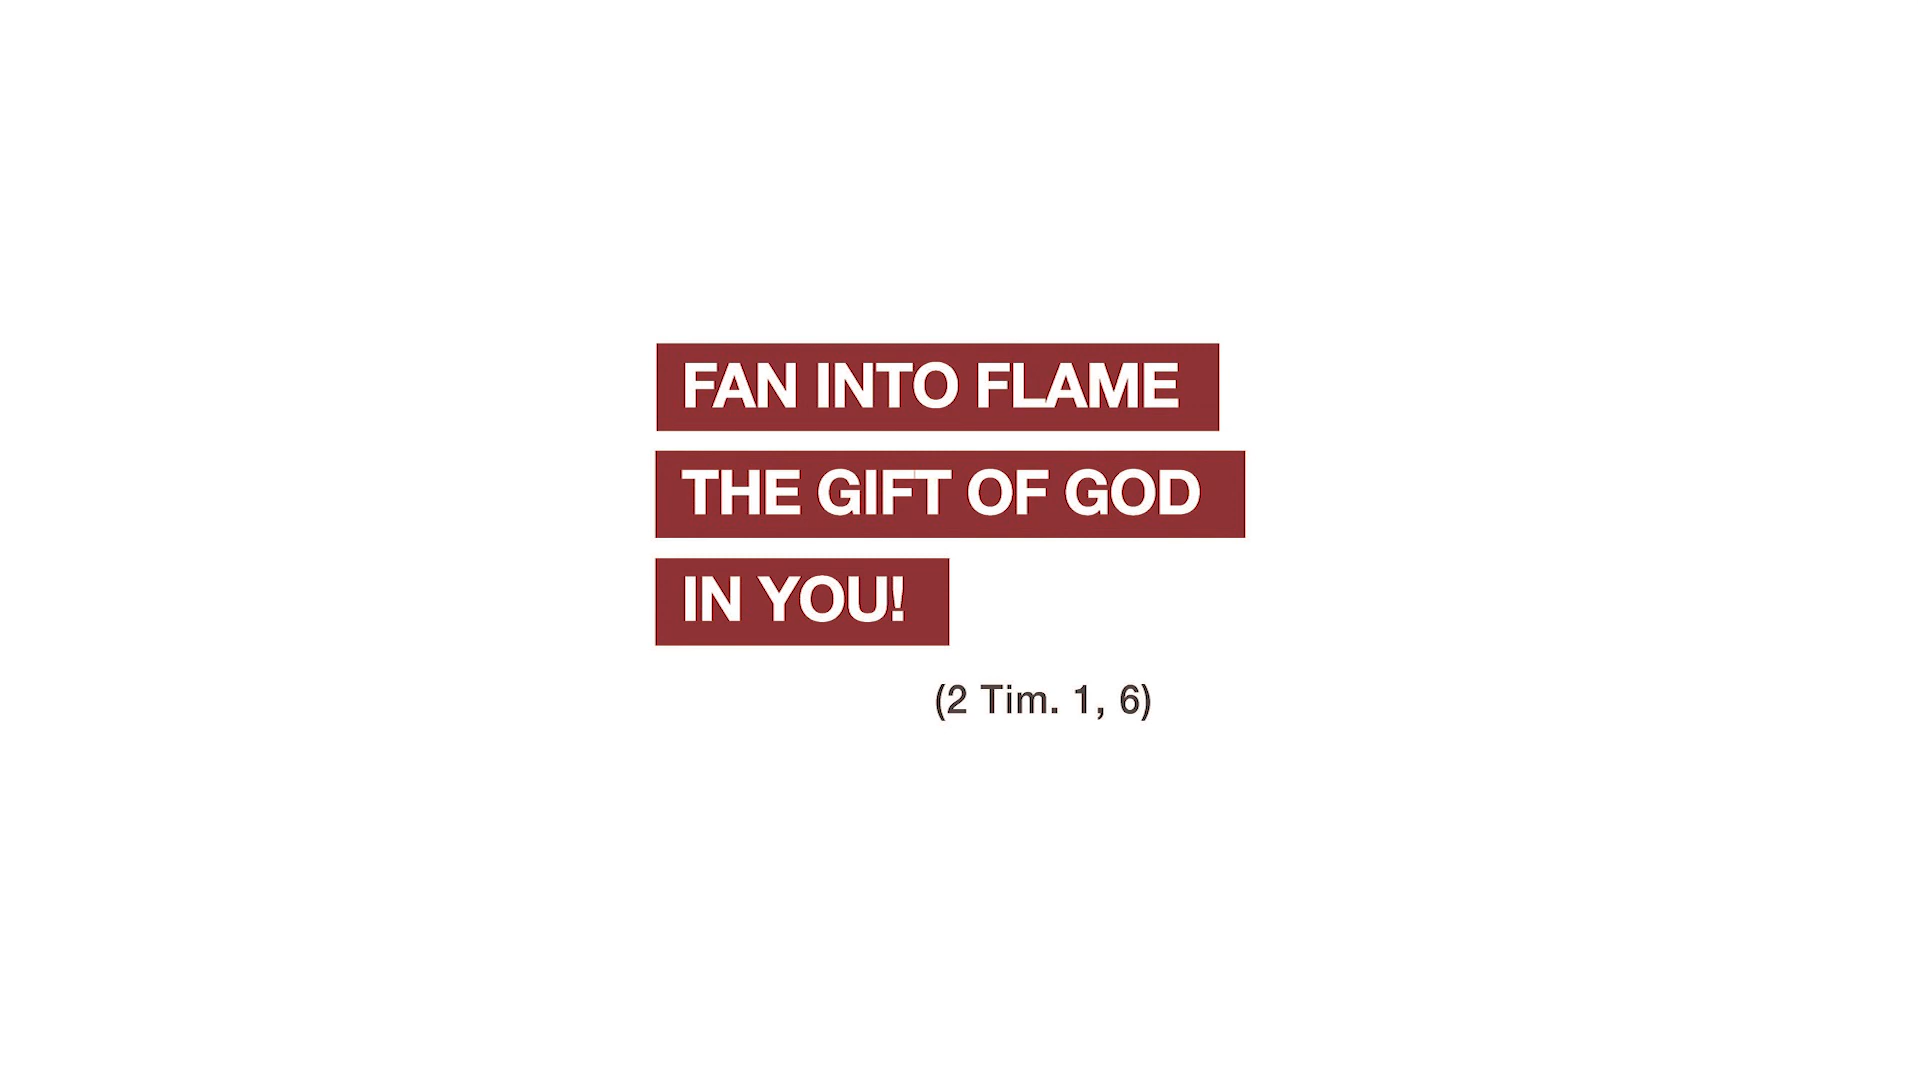 FAN INTO FLAME
THE GIFT OF GOD
IN YOU!
(2 Tim. 1, 6)